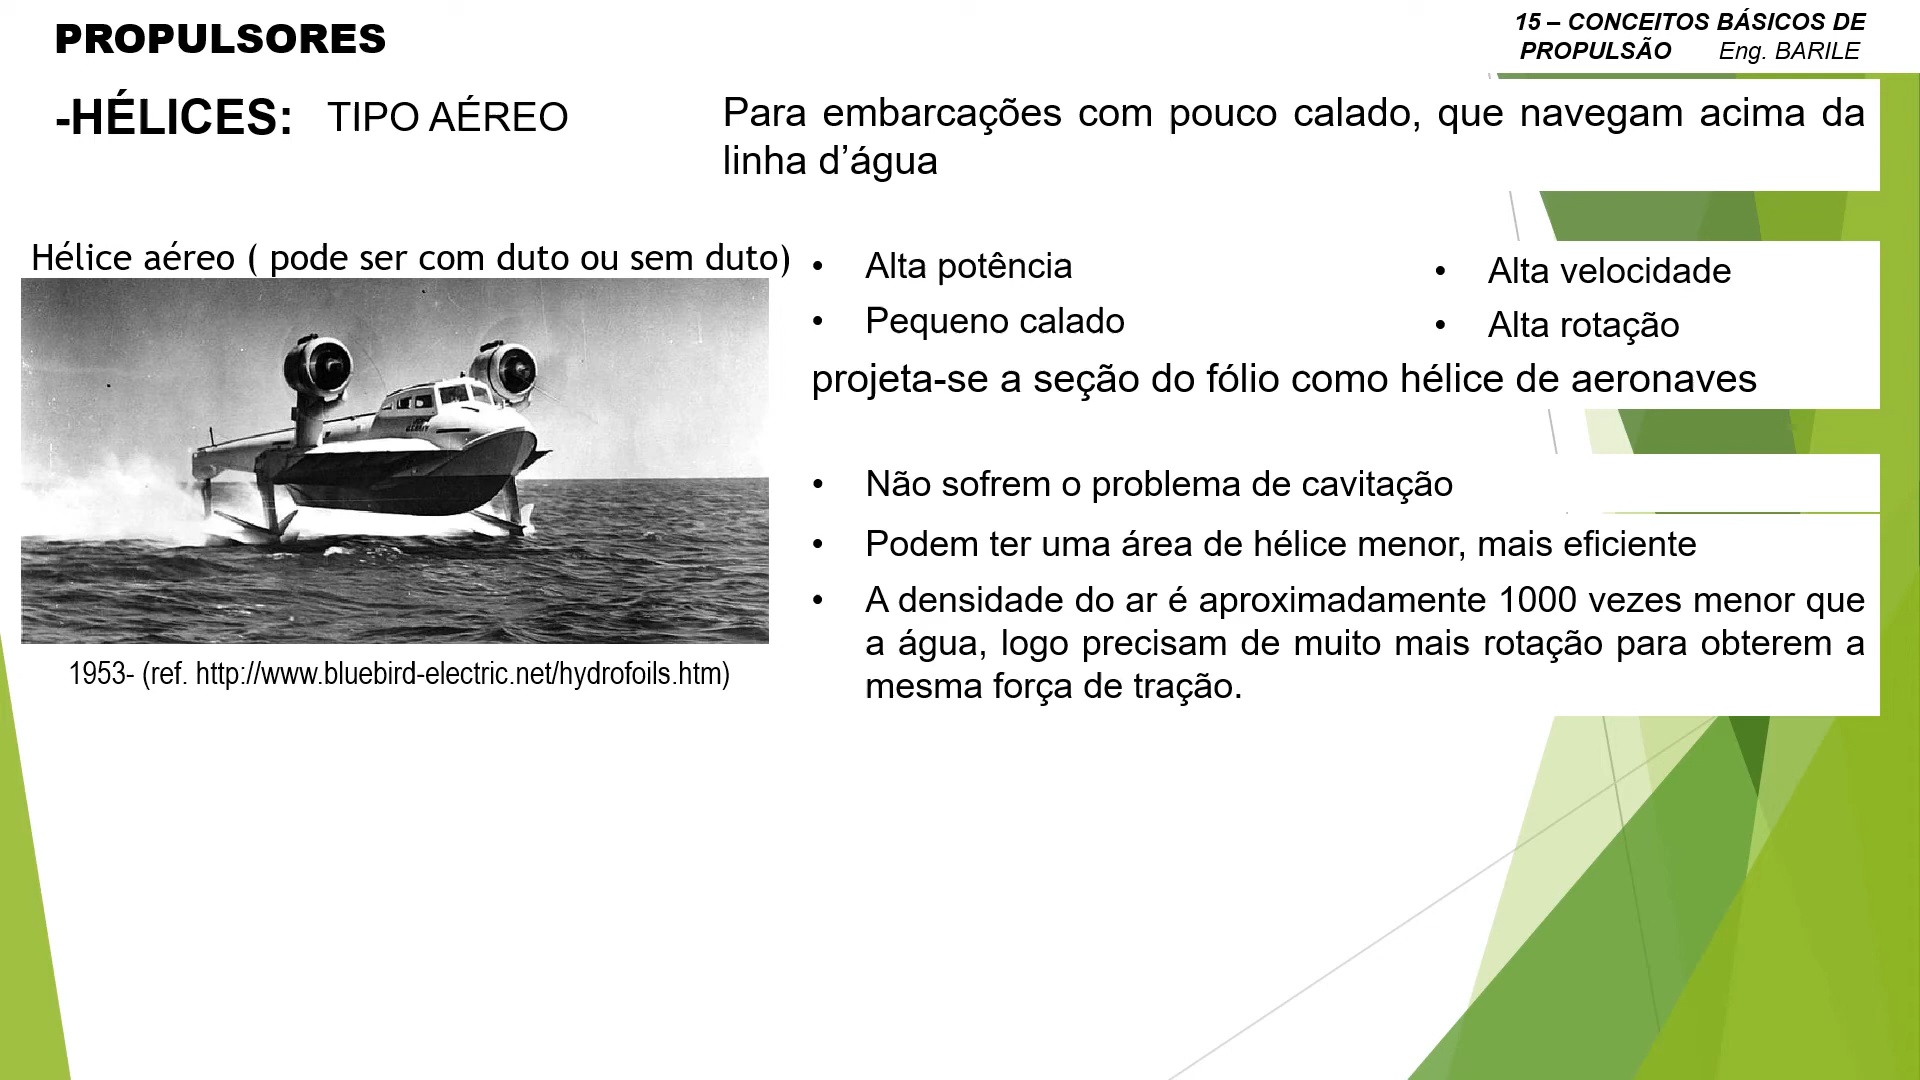 PROPULSORES
15 – CONCEITOS BÁSICOS DE
PROPULSÃO Eng. BARILE
-HÉLICES: TIPO AÉREO
Para embarcações com pouco calado, que navegam acima da
linha d’água
Hélice aéreo ( pode ser com duto ou sem duto)
• Alta potência
• Pequeno calado
• Alta velocidade
• Alta rotação
projeta-se a seção do fólio como hélice de aeronaves
• Não sofrem o problema de cavitação
• Podem ter uma área de hélice menor, mais eficiente
• A densidade do ar é aproximadamente 1000 vezes menor que
a água, logo precisam de muito mais rotação para obterem a
mesma força de tração.
1953- (ref. http://www.bluebird-electric.net/hydrofoils.htm)